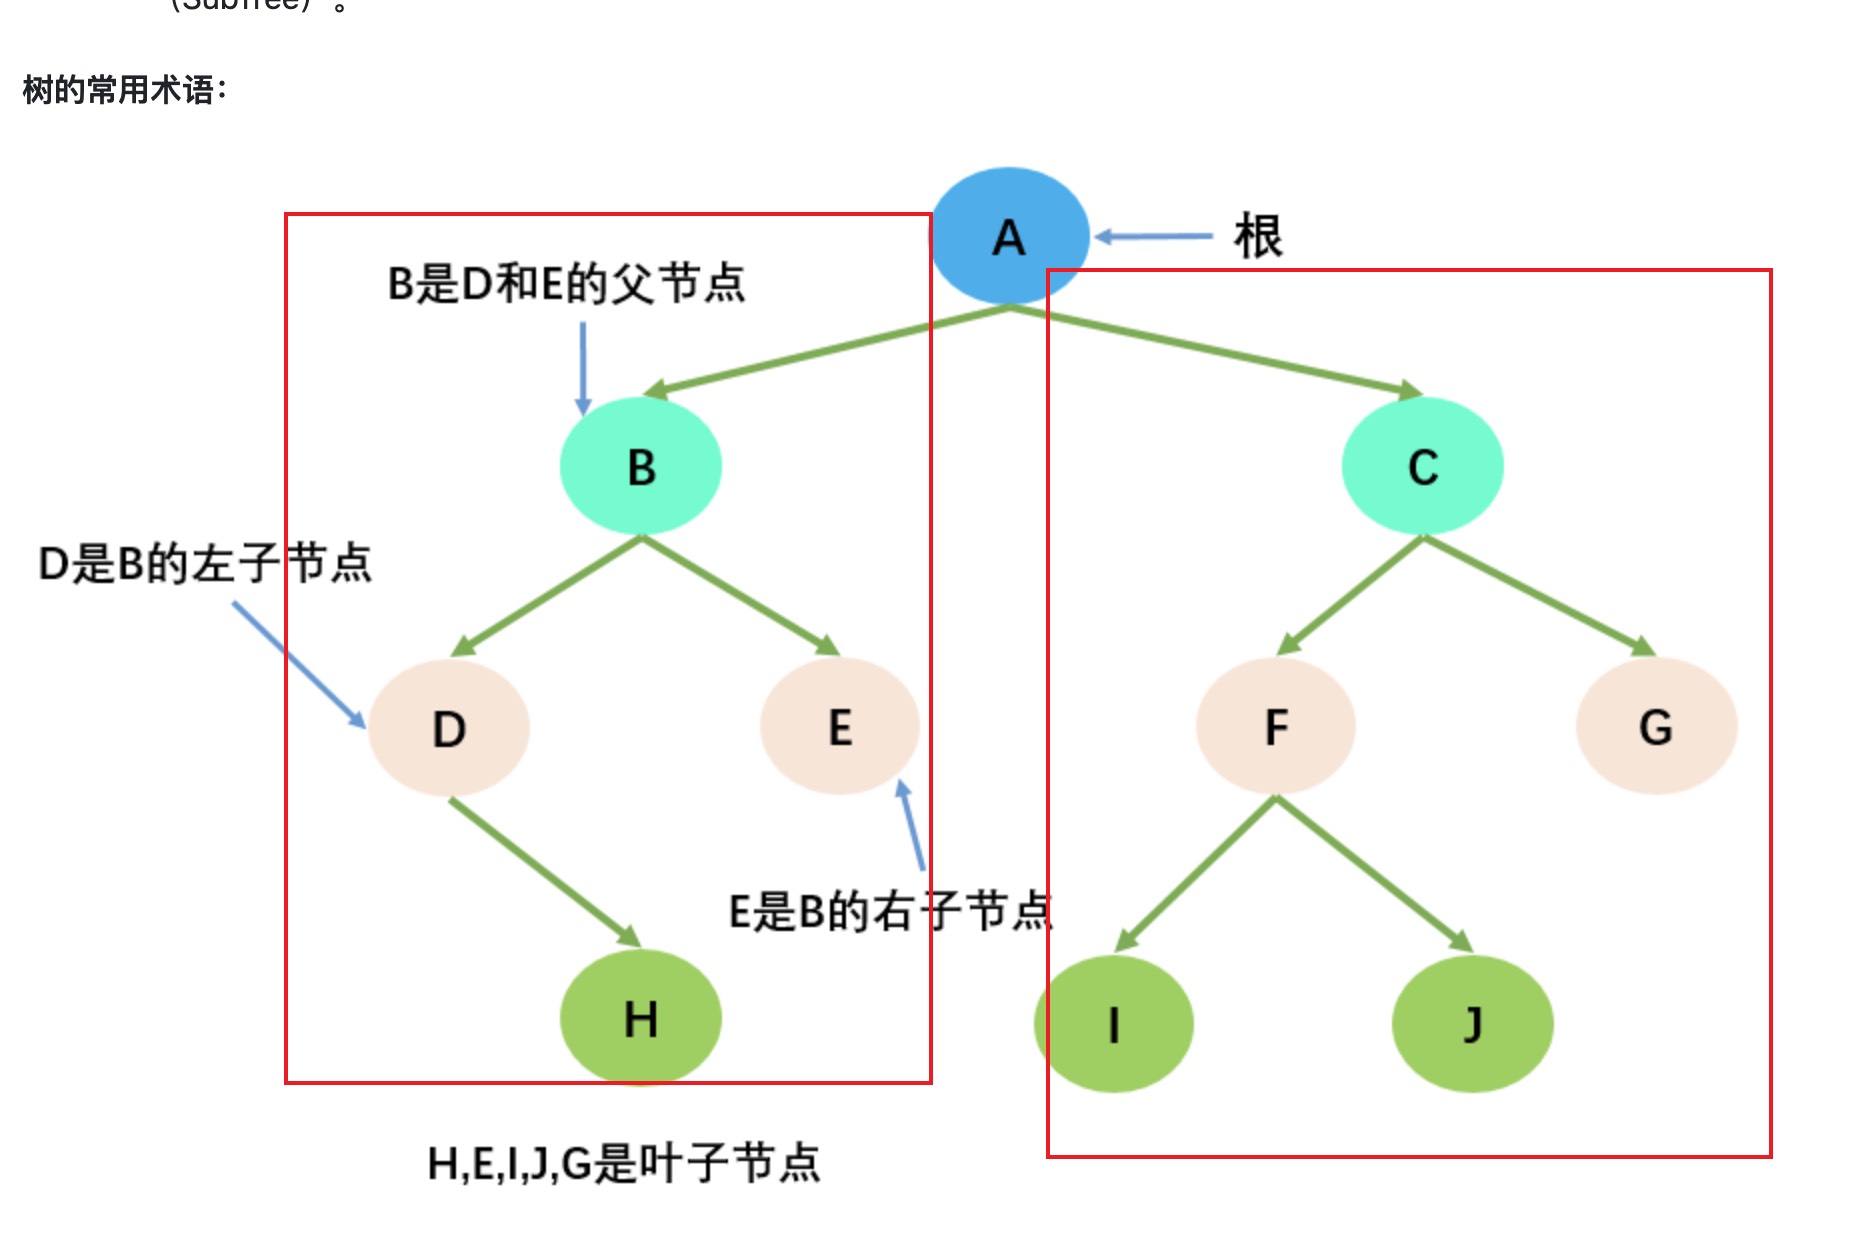 （SubTree）。
树的常用术语：
A
根
B是D和E的父节点
B
C
D是B的左子节点
D
E
F
G
E是B的右子节点
H
I
J
H,E,I,J,G是叶子节点